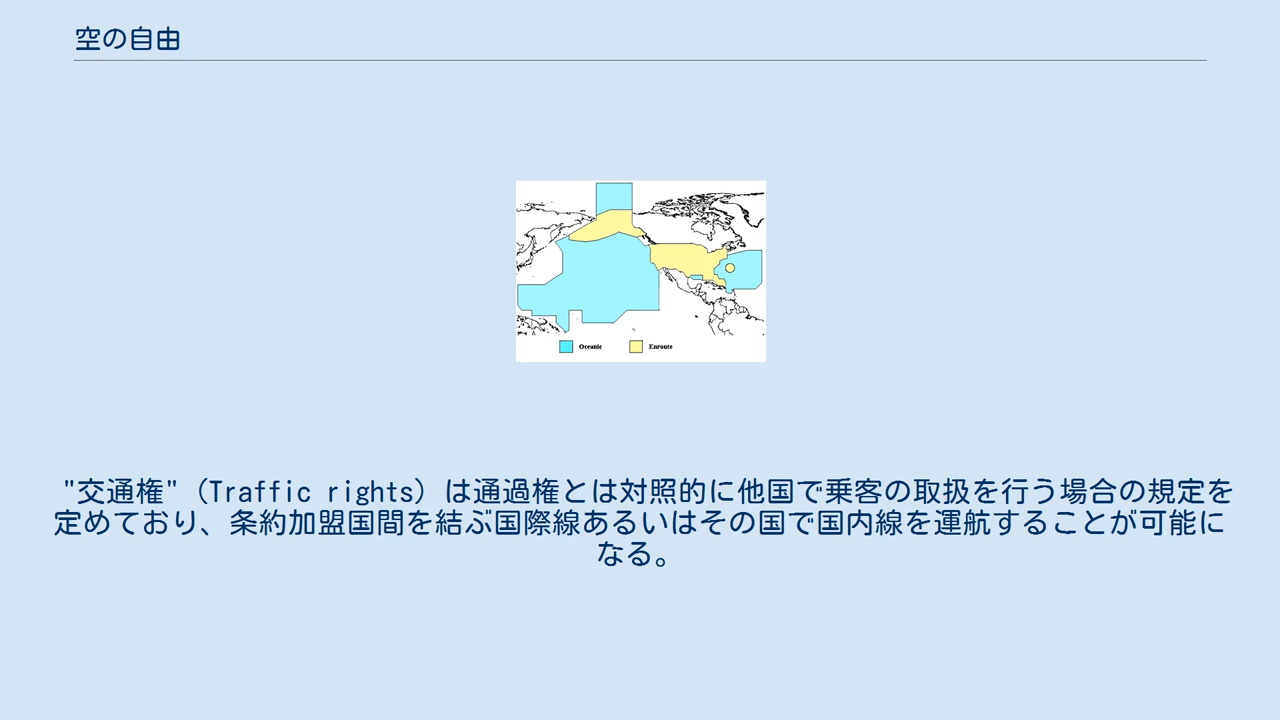 空の自由
Oceanic Enroute
"交通権"（Traffic rights）は通過権とは対照的に他国で乗客の取扱を行う場合の規定を
定めており、条約加盟国間を結ぶ国際線あるいはその国で国内線を運航することが可能に
なる。